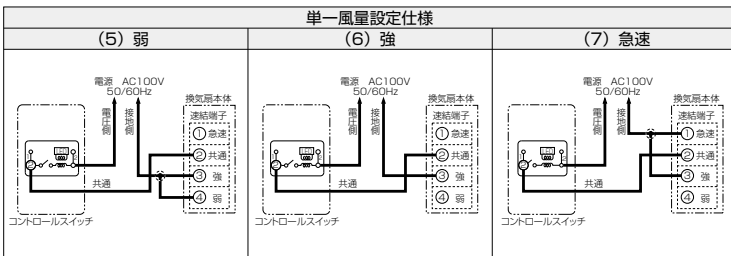 単一風量設定仕様
(5) 弱
(6) 強
(7) 急速
電源 AC100V
50/60Hz
電圧側
接地側
換気扇本体
速結端子
① 急速
② 共通
③ 強
④ 弱
共通
コントロールスイッチ
電源 AC100V
50/60Hz
電圧側
接地側
換気扇本体
速結端子
① 急速
② 共通
③ 強
④ 弱
共通
コントロールスイッチ
電源 AC100V
50/60Hz
電圧側
接地側
換気扇本体
速結端子
① 急速
② 共通
③ 強
④ 弱
共通
コントロールスイッチ